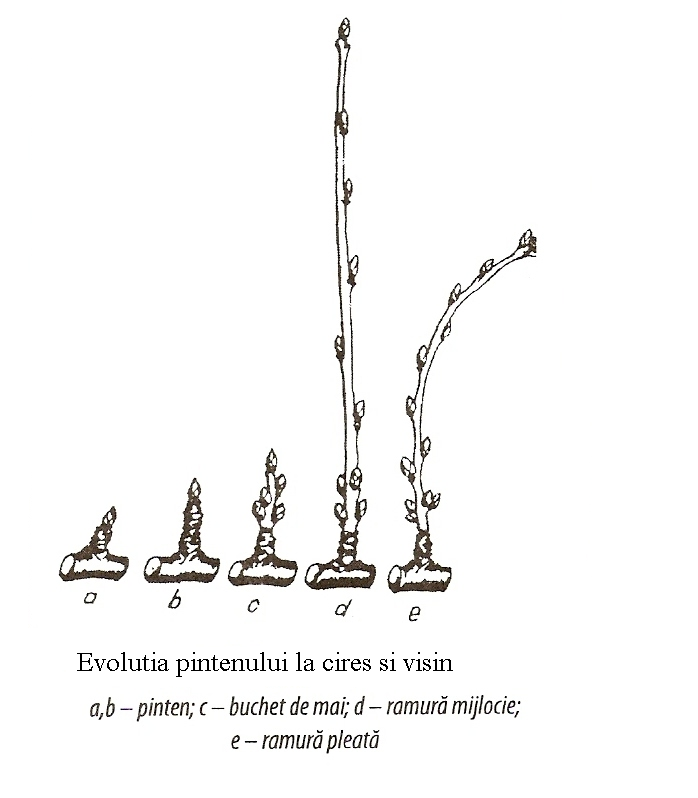 a b c d e
Evolutia pintenului la cires si visin
a,b – pinten; c – buchet de mai; d – ramură mijlocie;
e – ramură pleată